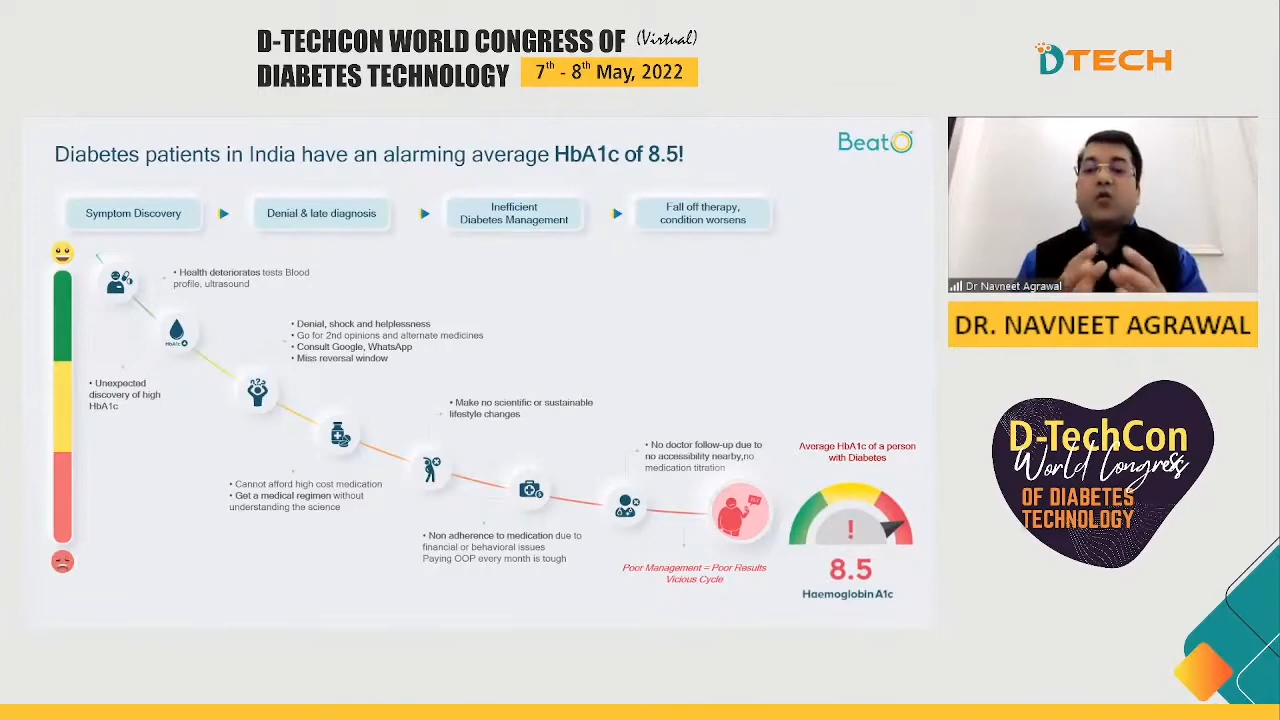 D-TECHCON WORLD CONGRESS OF (Virtual)
DIABETES TECHNOLOGY 7th - 8th May, 2022
DTECH
Diabetes patients in India have an alarming average HbA1c of 8.5!
BeatO
Symptom Discovery
Denial & late diagnosis
Inefficient
Diabetes Management
Fall off therapy,
condition worsens
• Health deteriorates tests Blood
profile, ultrasound
HbA1c
• Denial, shock and helplessness
• Go for 2nd opinions and alternate medicines
• Consult Google, WhatsApp
• Miss reversal window
• Unexpected
discovery of high
HbA1c
• Make no scientific or sustainable
lifestyle changes
• Cannot afford high cost medication
• Get a medical regimen without
understanding the science
• No doctor follow-up due to
no accessibility nearby,no
medication titration
• Non adherence to medication due to
financial or behavioral issues
Paying OOP every month is tough
Poor Management = Poor Results
Vicious Cycle
Average HbA1c of a person
with Diabetes
!
8.5
Haemoglobin A1c
Dr Navneet Agrawal
DR. NAVNEET AGRAWAL
D-TechCon
World Congress
OF DIABETES
TECHNOLOGY